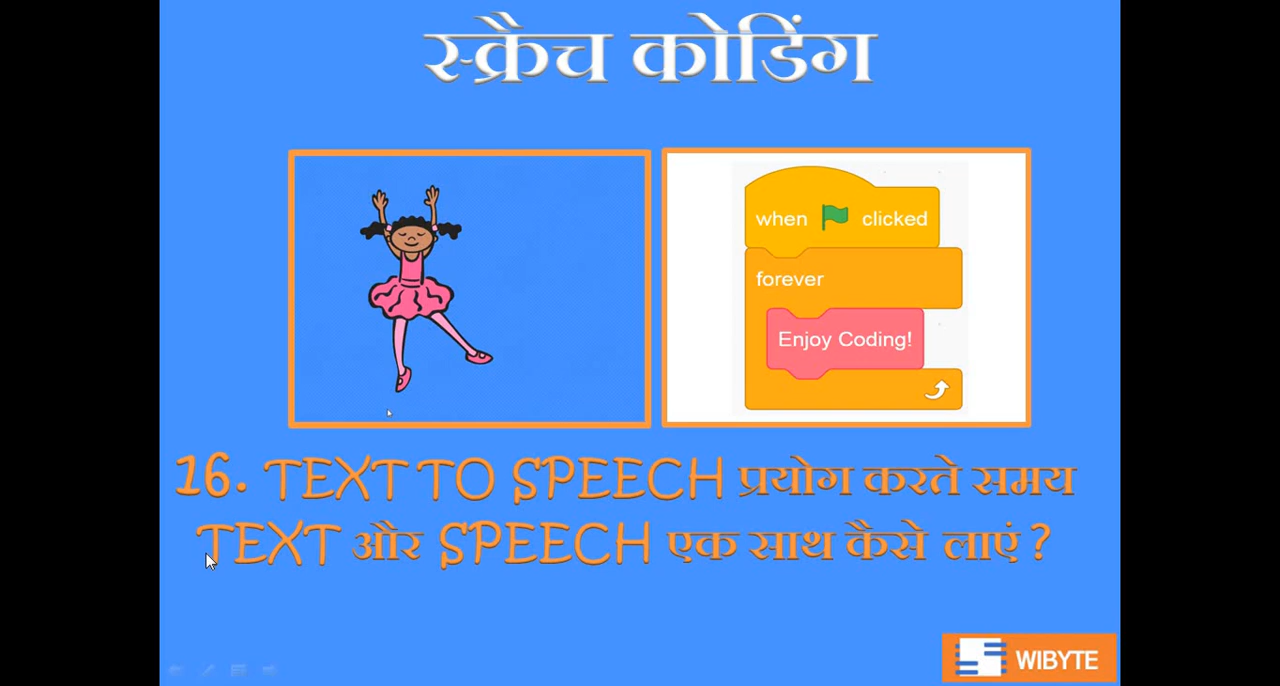 स्क्रैच कोडिंग
when clicked
forever
Enjoy Coding!
16. TEXT TO SPEECH प्रयोग करते समय
TEXT और SPEECH एक साथ कैसे लाएं ?
WIBYTE